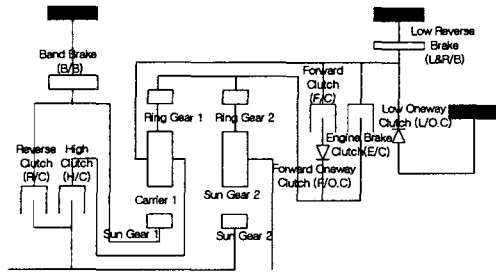 Low Reverse
Brake
(L&R/B)
Band Brake
(B/B)
Forward
Clutch
(F/C)
Low Oneway
Clutch (L/O.C)
Ring Gear 1
Ring Gear 2
Engine Brake
Clutch(E/C)
Reverse
Clutch
(R/C)
High
Clutch
(H/C)
Forward Oneway
Clutch (F/O.C)
Carrier 1
Sun Gear 2
Sun Gear 1
Sun Gear 2